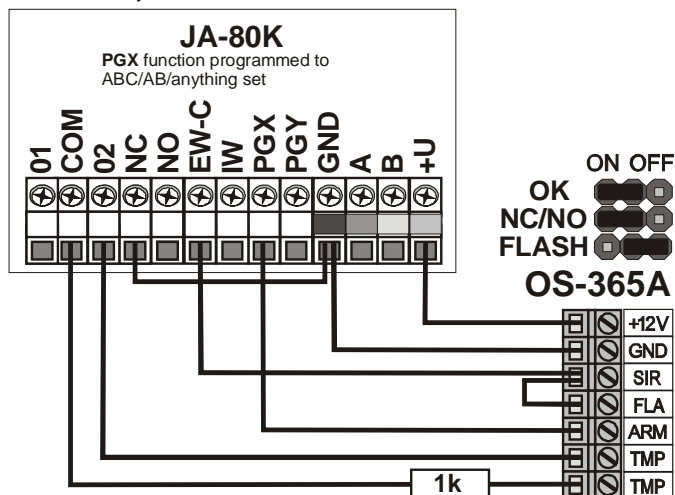 JA-80K
PGX function programmed to
ABC/AB/anything set
01 COM 02 NC NO EW-C IW PGX PGY GND A B +U
ON OFF
OK
NC/NO
FLASH
OS-365A
+12V
GND
SIR
FLA
ARM
TMP
TMP
1k